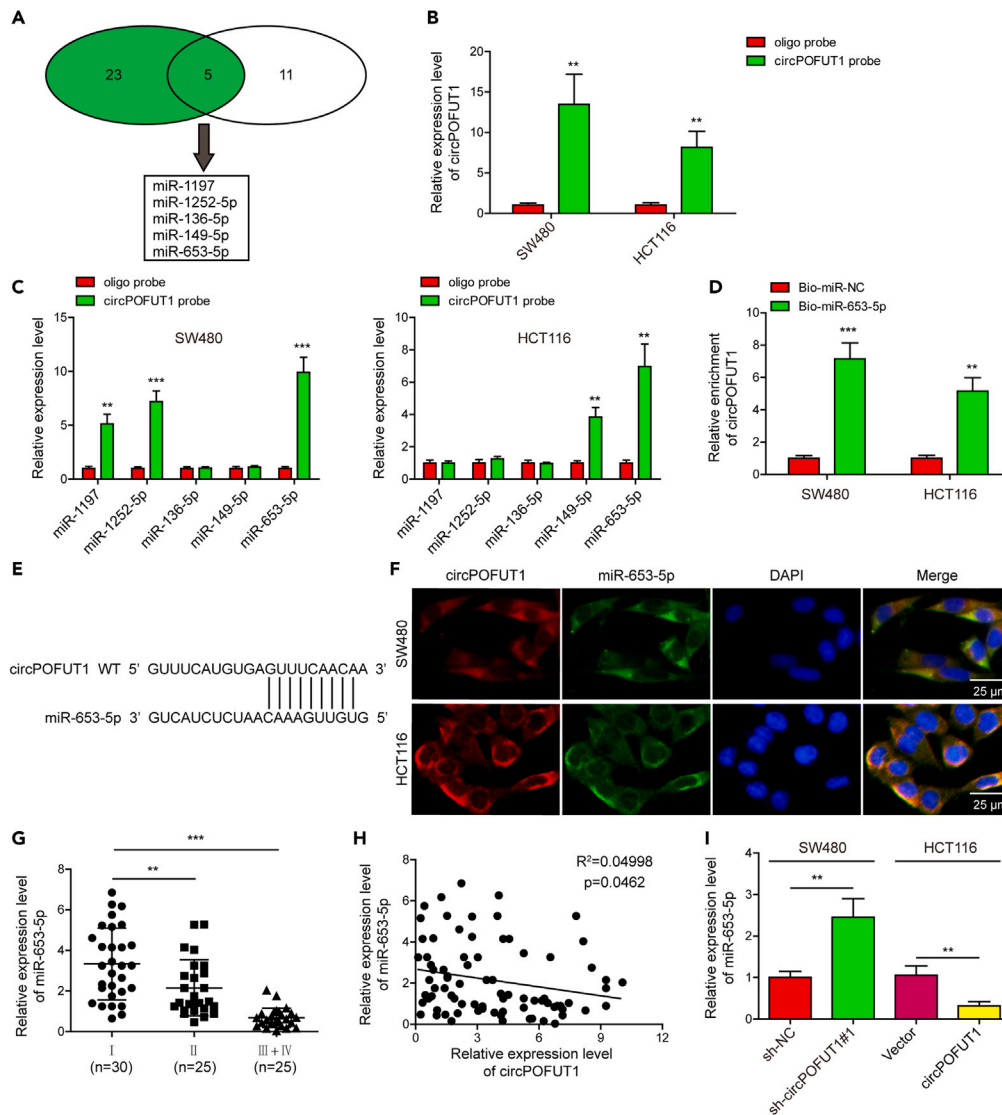 A
23
5
11
miR-1197
miR-1252-5p
miR-136-5p
miR-149-5p
miR-653-5p
B
oligo probe
circPOFUT1 probe
Relative expression level
of circPOFUT1
20
15
10
5
0
**
**
SW480
HCT116
C
oligo probe
circPOFUT1 probe
Relative expression level
15
10
5
0
SW480
**
***
***
miR-1197
miR-1252-5p
miR-136-5p
miR-149-5p
miR-653-5p
oligo probe
circPOFUT1 probe
Relative expression level
10
8
6
4
2
0
HCT116
**
**
miR-1197
miR-1252-5p
miR-136-5p
miR-149-5p
miR-653-5p
D
Bio-miR-NC
Bio-miR-653-5p
Relative enrichment
of circPOFUT1
10
8
6
4
2
0
***
**
SW480
HCT116
E
circPOFUT1 WT 5’ GUUUCAUGUGAGUUUCAACAA 3’
miR-653-5p 3’ GUCAUCUCUAACAAAGUUGUG 5’
F
circPOFUT1 miR-653-5p DAPI Merge
SW480
25 µm
HCT116
25 µm
G
Relative expression level
of miR-653-5p
8
6
4
2
0
***
**
I II III+IV
(n=30) (n=25) (n=25)
H
Relative expression level
of miR-653-5p
8
6
4
2
0
R²=0.04998
p=0.0462
0 3 6 9 12
Relative expression level
of circPOFUT1
I
Relative expression level
of miR-653-5p
4
3
2
1
0
SW480 HCT116
**
**
sh-NC
sh-circPOFUT1#1
Vector
circPOFUT1